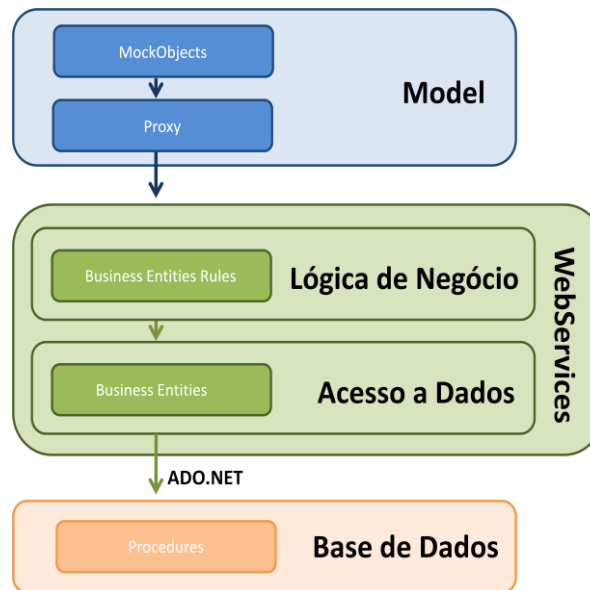 MockObjects
Model
Proxy
Business Entities Rules
Lógica de Negócio
WebServices
Business Entities
Acesso a Dados
ADO.NET
Procedures
Base de Dados